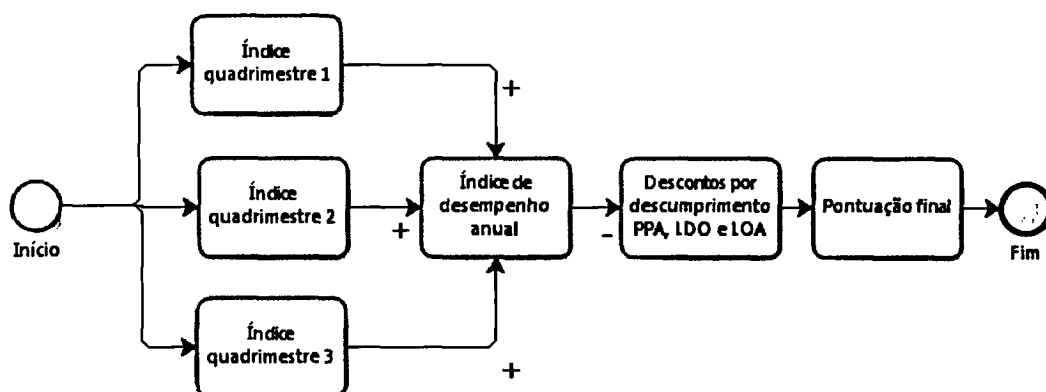 Índice
quadrimestre 1
+
Início
Índice
quadrimestre 2
+
Índice de
desempenho
anual
-
Descontos por
descumprimento
PPA, LDO e LOA
Pontuação final
Fim
Índice
quadrimestre 3
+